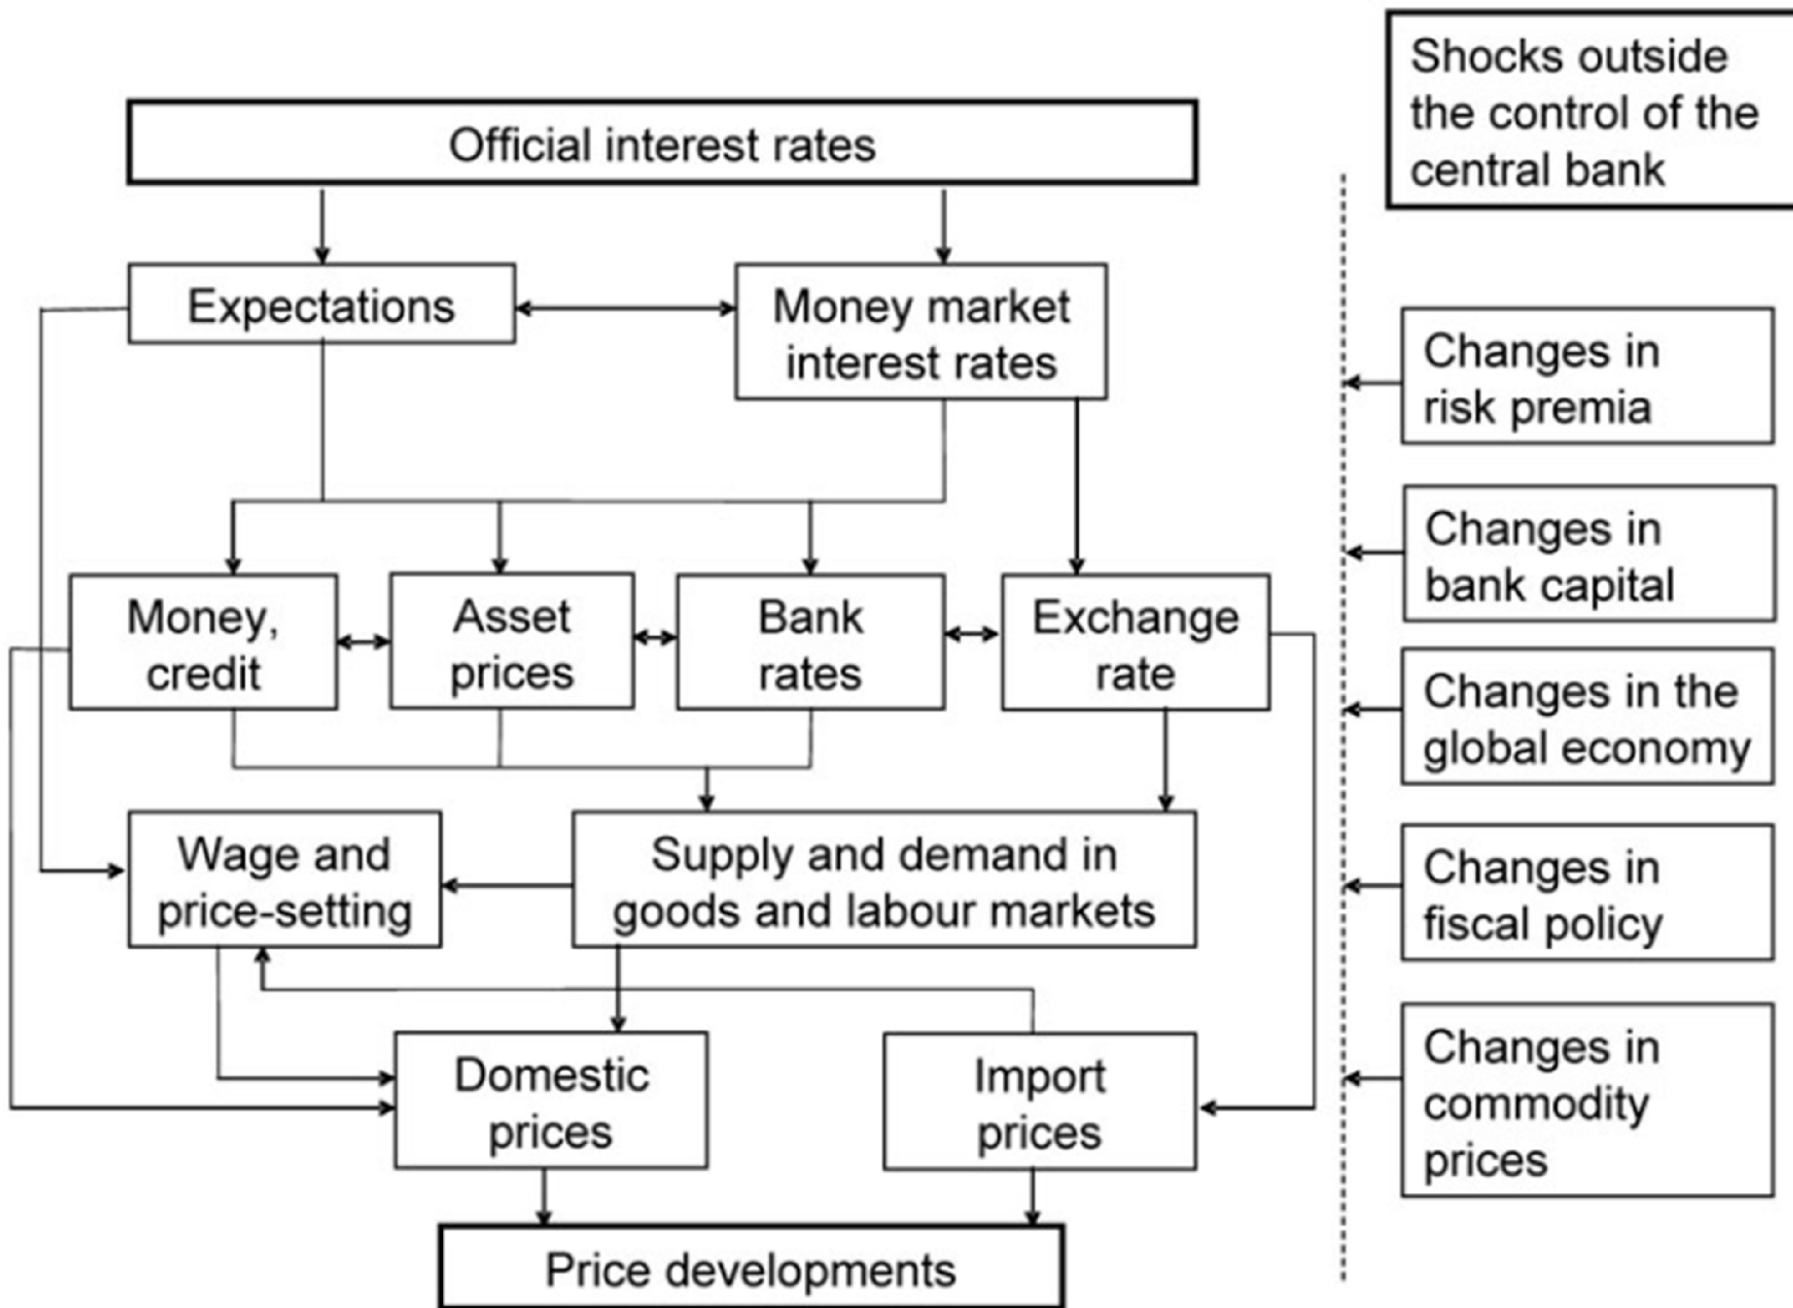 Official interest rates
Shocks outside
the control of the
central bank
Expectations
Money market
interest rates
Changes in
risk premia
Changes in
bank capital
Money,
credit
Asset
prices
Bank
rates
Exchange
rate
Changes in the
global economy
Wage and
price-setting
Supply and demand in
goods and labour markets
Changes in
fiscal policy
Domestic
prices
Import
prices
Changes in
commodity
prices
Price developments